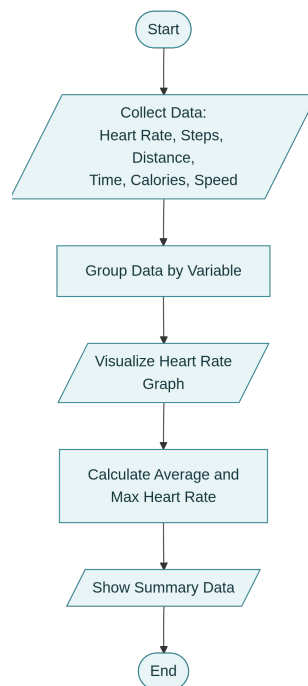 Start
Collect Data:
Heart Rate, Steps,
Distance,
Time, Calories, Speed
Group Data by Variable
Visualize Heart Rate
Graph
Calculate Average and
Max Heart Rate
Show Summary Data
End